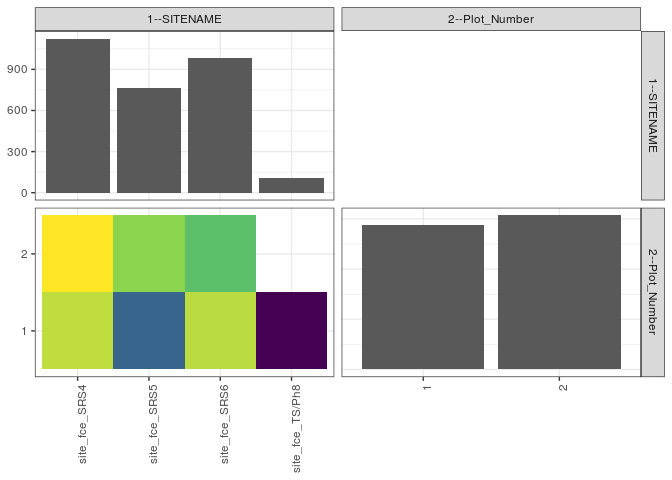 1--SITENAME
2--Plot_Number
900
600
300
0
1--SITENAME
2
1
2--Plot_Number
site_fce_SRS4
site_fce_SRS5
site_fce_SRS6
site_fce_TS/Ph8
1
2